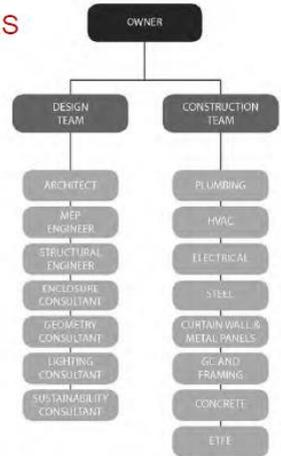 S
OWNER
DESIGN
TEAM
CONSTRUCTION
TEAM
ARCHITECT
MEP
ENGINEER
STRUCTURAL
ENGINEER
ENCLOSURE
CONSULTANT
GEOMETRY
CONSULTANT
LIGHTING
CONSULTANT
SUSTAINABILITY
CONSULTANT
PLUMBING
HVAC
ELECTRICAL
STEEL
CURTAIN WALL &
METAL PANELS
GC AND
FRAMING
CONCRETE
ETFE